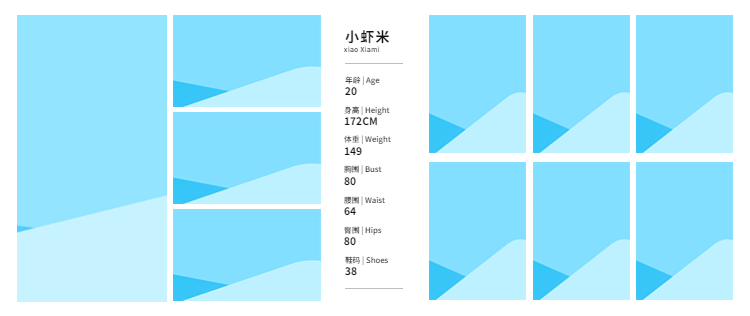 小虾米
xiao Xiami
年龄 | Age
20
身高 | Height
172CM
体重 | Weight
149
胸围 | Bust
80
腰围 | Waist
64
臀围 | Hips
80
鞋码 | Shoes
38